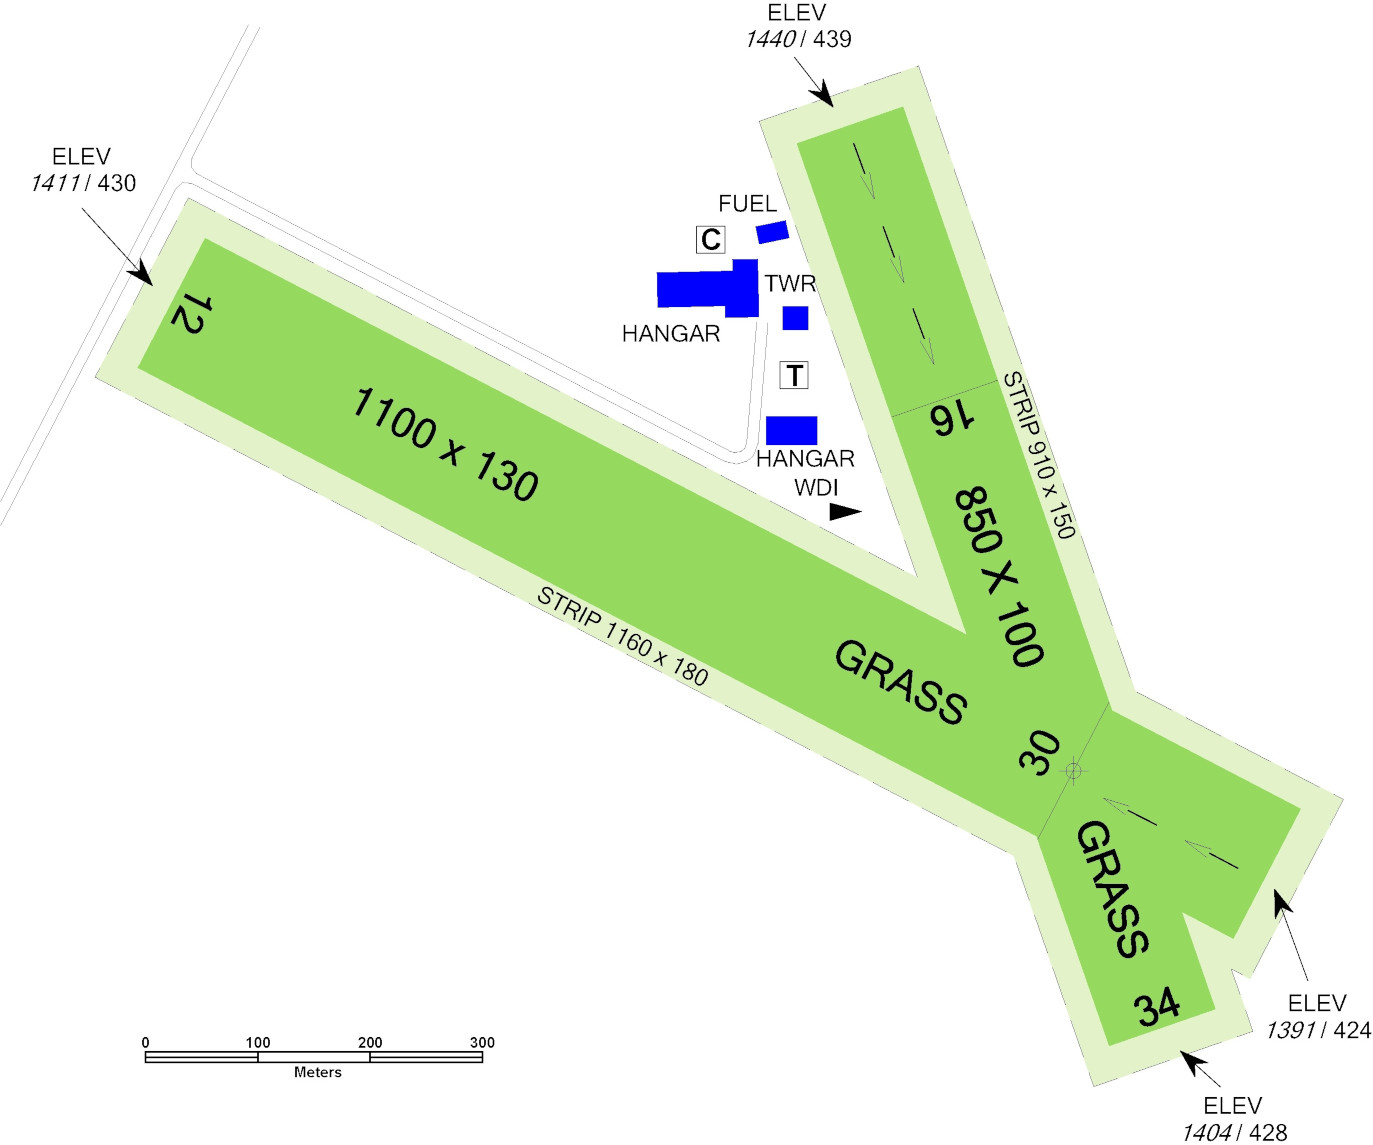 ELEV
1440 / 439
ELEV
1411 / 430
FUEL
C
TWR
HANGAR
T
HANGAR
WDI
12
1100 x 130
16
STRIP 910 x 150
850 X 100
STRIP 1160 x 180
GRASS
30
GRASS
34
ELEV
1391 / 424
ELEV
1404 / 428
0 100 200 300
Meters